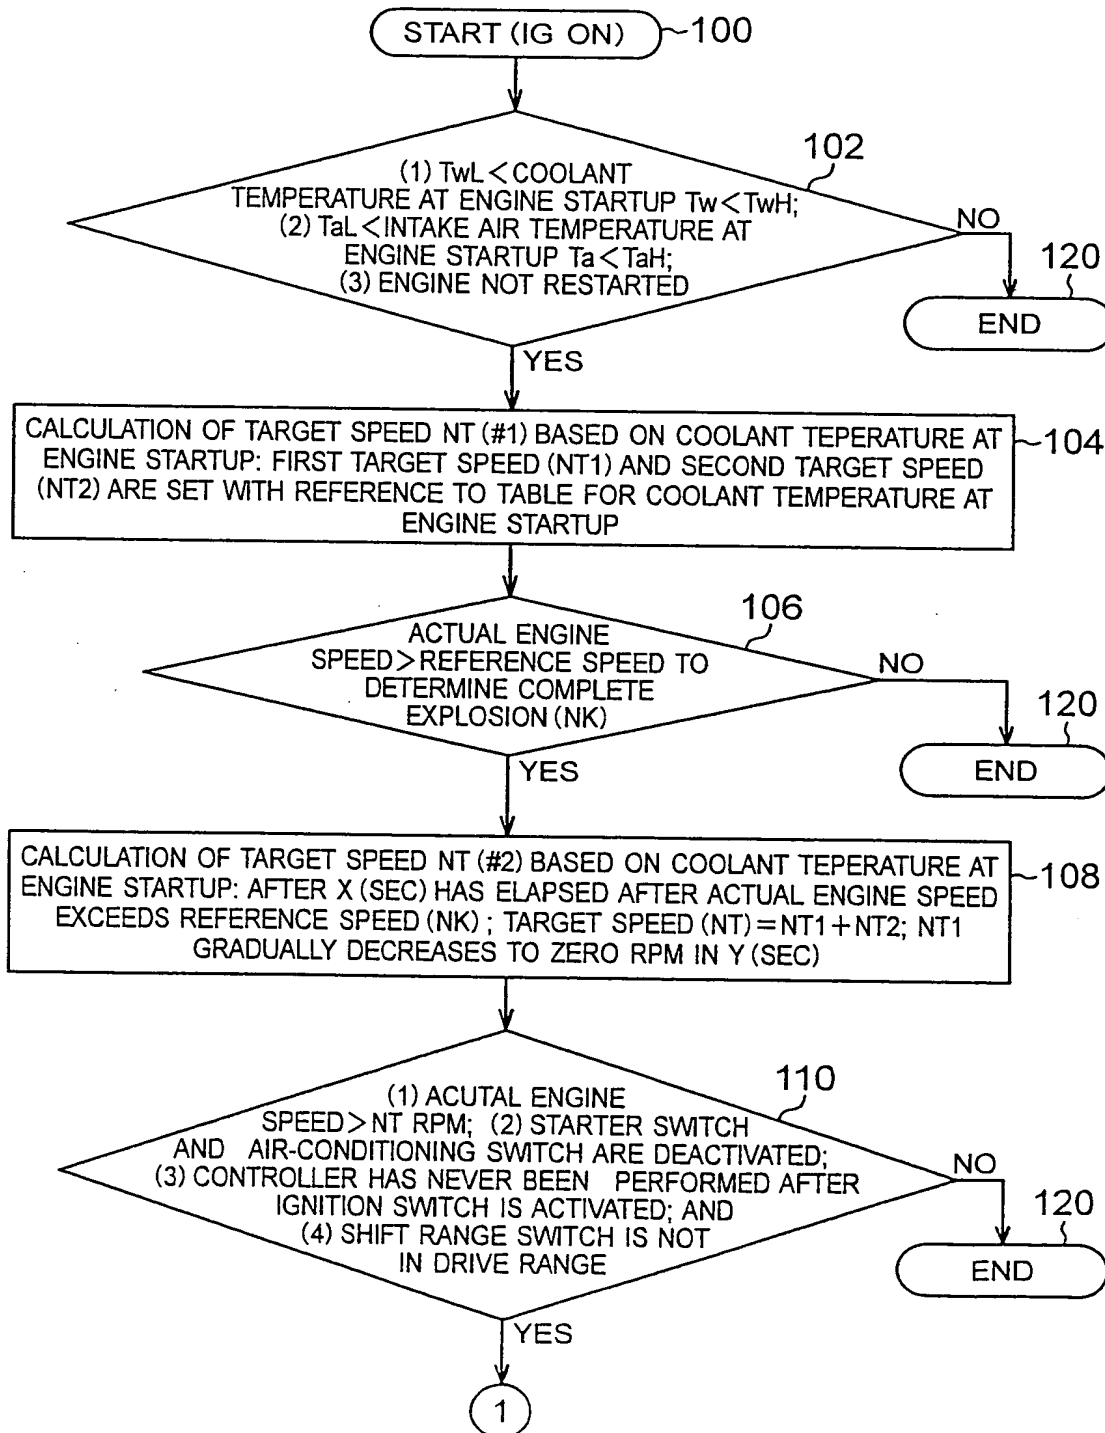 START (IG ON)
100
102
(1) TwL<COOLANT
TEMPERATURE AT ENGINE STARTUP Tw<TwH;
(2) TaL<INTAKE AIR TEMPERATURE AT
ENGINE STARTUP Ta<TaH;
(3) ENGINE NOT RESTARTED
NO
120
END
YES
CALCULATION OF TARGET SPEED NT (#1) BASED ON COOLANT TEPERATURE AT
ENGINE STARTUP: FIRST TARGET SPEED (NT1) AND SECOND TARGET SPEED
(NT2) ARE SET WITH REFERENCE TO TABLE FOR COOLANT TEMPERATURE AT
ENGINE STARTUP
104
106
ACTUAL ENGINE
SPEED>REFERENCE SPEED TO
DETERMINE COMPLETE
EXPLOSION (NK)
NO
120
END
YES
CALCULATION OF TARGET SPEED NT (#2) BASED ON COOLANT TEPERATURE AT
ENGINE STARTUP: AFTER X (SEC) HAS ELAPSED AFTER ACTUAL ENGINE SPEED
EXCEEDS REFERENCE SPEED (NK) ; TARGET SPEED (NT)=NT1+NT2; NT1
GRADUALLY DECREASES TO ZERO RPM IN Y (SEC)
108
110
(1) ACUTAL ENGINE
SPEED>NT RPM; (2) STARTER SWITCH
AND AIR-CONDITIONING SWITCH ARE DEACTIVATED;
(3) CONTROLLER HAS NEVER BEEN PERFORMED AFTER
IGNITION SWITCH IS ACTIVATED; AND
(4) SHIFT RANGE SWITCH IS NOT
IN DRIVE RANGE
NO
120
END
YES
1